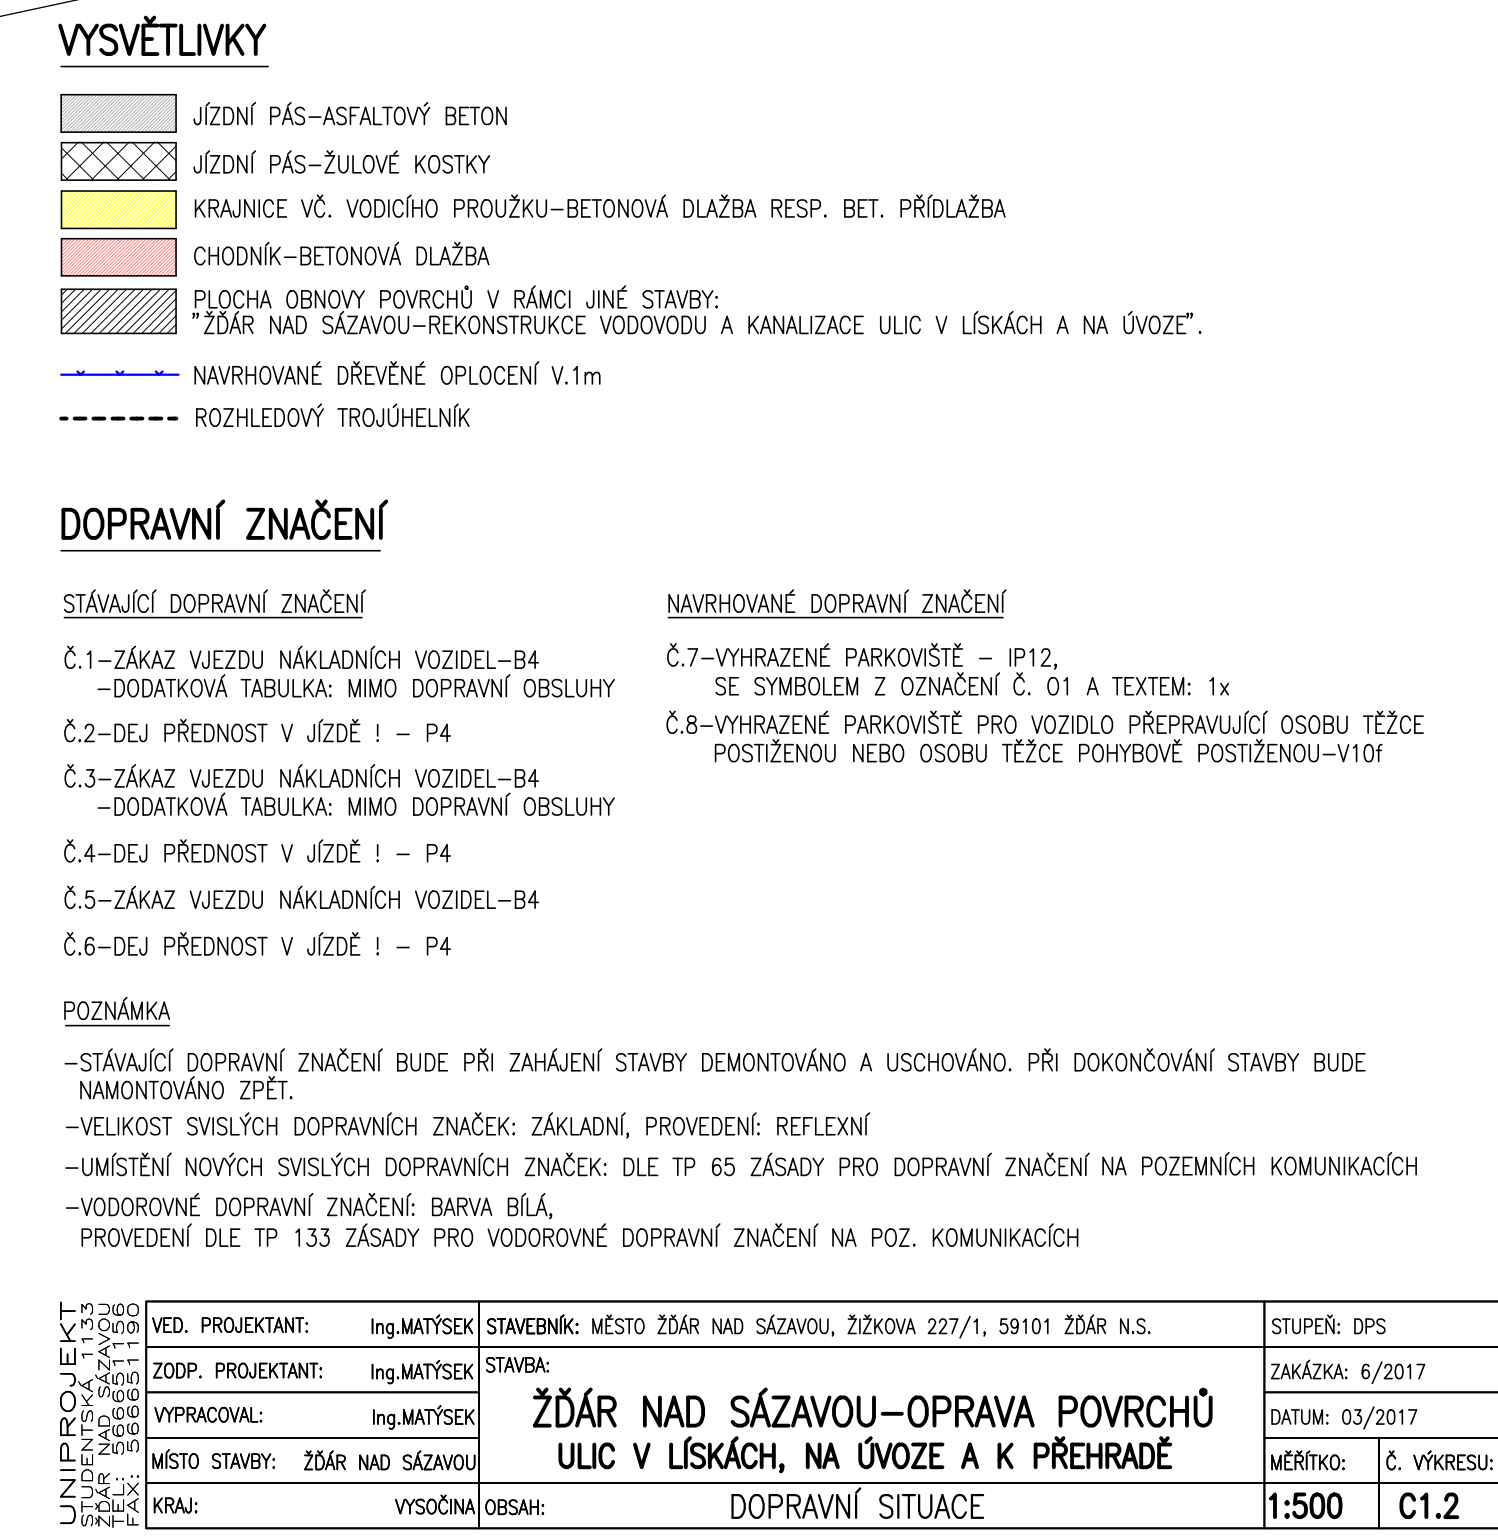 VYSVĚTLIVKY
JÍZDNÍ PÁS-ASFALTOVÝ BETON
JÍZDNÍ PÁS-ŽULOVÉ KOSTKY
KRAJNICE VČ. VODICÍHO PROUŽKU-BETONOVÁ DLAŽBA RESP. BET. PŘÍDLAŽBA
CHODNÍK-BETONOVÁ DLAŽBA
PLOCHA OBNOVY POVRCHŮ V RÁMCI JINÉ STAVBY:
"ŽĎÁR NAD SÁZAVOU-REKONSTRUKCE VODOVODU A KANALIZACE ULIC V LÍSKÁCH A NA ÚVOZE".
NAVRHOVANÉ DŘEVĚNÉ OPLOCENÍ V.1m
ROZHLEDOVÝ TROJÚHELNÍK
DOPRAVNÍ ZNAČENÍ
STÁVAJÍCÍ DOPRAVNÍ ZNAČENÍ
Č.1-ZÁKAZ VJEZDU NÁKLADNÍCH VOZIDEL-B4
-DODATKOVÁ TABULKA: MIMO DOPRAVNÍ OBSLUHY
Č.2-DEJ PŘEDNOST V JÍZDĚ ! - P4
Č.3-ZÁKAZ VJEZDU NÁKLADNÍCH VOZIDEL-B4
-DODATKOVÁ TABULKA: MIMO DOPRAVNÍ OBSLUHY
Č.4-DEJ PŘEDNOST V JÍZDĚ ! - P4
Č.5-ZÁKAZ VJEZDU NÁKLADNÍCH VOZIDEL-B4
Č.6-DEJ PŘEDNOST V JÍZDĚ ! - P4
NAVRHOVANÉ DOPRAVNÍ ZNAČENÍ
Č.7-VYHRAZENÉ PARKOVIŠTĚ - IP12,
SE SYMBOLEM Z OZNAČENÍ Č. O1 A TEXTEM: 1x
Č.8-VYHRAZENÉ PARKOVIŠTĚ PRO VOZIDLO PŘEPRAVUJÍCÍ OSOBU TĚŽCE
POSTIŽENOU NEBO OSOBU TĚŽCE POHYBOVĚ POSTIŽENOU-V10f
POZNÁMKA
-STÁVAJÍCÍ DOPRAVNÍ ZNAČENÍ BUDE PŘI ZAHÁJENÍ STAVBY DEMONTOVÁNO A USCHOVÁNO. PŘI DOKONČOVÁNÍ STAVBY BUDE
NAMONTOVÁNO ZPĚT.
-VELIKOST SVISLÝCH DOPRAVNÍCH ZNAČEK: ZÁKLADNÍ, PROVEDENÍ: REFLEXNÍ
-UMÍSTĚNÍ NOVÝCH SVISLÝCH DOPRAVNÍCH ZNAČEK: DLE TP 65 ZÁSADY PRO DOPRAVNÍ ZNAČENÍ NA POZEMNÍCH KOMUNIKACÍCH
-VODOROVNÉ DOPRAVNÍ ZNAČENÍ: BARVA BÍLÁ,
PROVEDENÍ DLE TP 133 ZÁSADY PRO VODOROVNÉ DOPRAVNÍ ZNAČENÍ NA POZ. KOMUNIKACÍCH
UNIPROJEKT
STUDENTSKÁ 1133
ŽĎÁR NAD SÁZAVOU
TEL: 566651156
FAX: 566651190
VED. PROJEKTANT: Ing.MATÝSEK
ZODP. PROJEKTANT: Ing.MATÝSEK
VYPRACOVAL: Ing.MATÝSEK
MÍSTO STAVBY: ŽĎÁR NAD SÁZAVOU
KRAJ: VYSOČINA
STAVEBNÍK: MĚSTO ŽĎÁR NAD SÁZAVOU, ŽIŽKOVA 227/1, 59101 ŽĎÁR N.S.
STAVBA:
ŽĎÁR NAD SÁZAVOU-OPRAVA POVRCHŮ
ULIC V LÍSKÁCH, NA ÚVOZE A K PŘEHRADĚ
OBSAH: DOPRAVNÍ SITUACE
STUPEŇ: DPS
ZAKÁZKA: 6/2017
DATUM: 03/2017
MĚŘÍTKO: Č. VÝKRESU:
1:500 C1.2